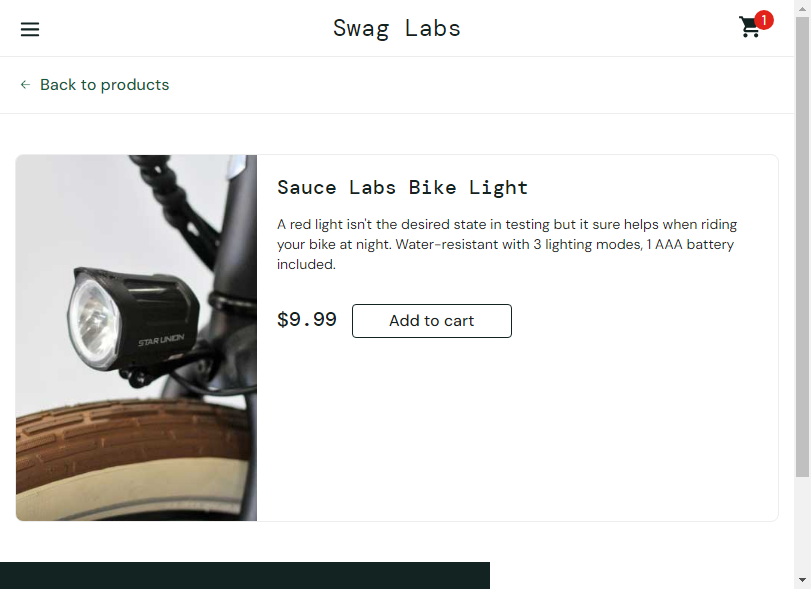 Swag Labs
1
Back to products
Sauce Labs Bike Light
A red light isn't the desired state in testing but it sure helps when riding
your bike at night. Water-resistant with 3 lighting modes, 1 AAA battery
included.
$9.99
Add to cart
STAR UNION